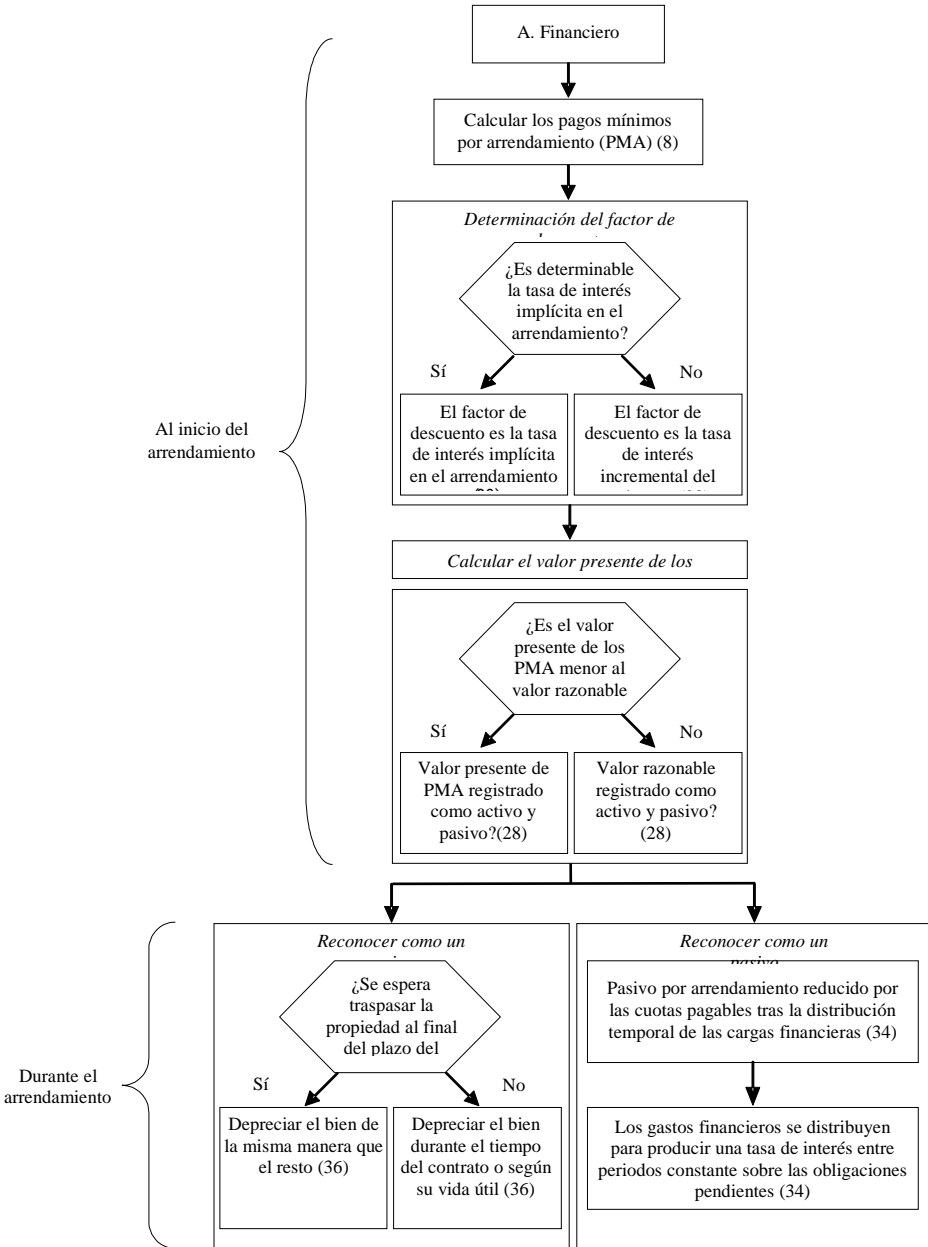 A. Financiero
Calcular los pagos mínimos
por arrendamiento (PMA) (8)
Determinación del factor de
¿Es determinable
la tasa de interés
implícita en el
arrendamiento?
Sí
No
El factor de
descuento es la tasa
de interés implícita
en el arrendamiento
El factor de
descuento es la tasa
de interés
incremental del
Al inicio del
arrendamiento
Calcular el valor presente de los
¿Es el valor
presente de los
PMA menor al
valor razonable
Sí
No
Valor presente de
PMA registrado
como activo y
pasivo?(28)
Valor razonable
registrado como
activo y pasivo?
(28)
Durante el
arrendamiento
Reconocer como un
¿Se espera
traspasar la
propiedad al final
del plazo del
Sí
No
Depreciar el bien de
la misma manera que
el resto (36)
Depreciar el bien
durante el tiempo
del contrato o según
su vida útil (36)
Reconocer como un
pasivo
Pasivo por arrendamiento reducido por
las cuotas pagables tras la distribución
temporal de las cargas financieras (34)
Los gastos financieros se distribuyen
para producir una tasa de interés entre
periodos constante sobre las obligaciones
pendientes (34)